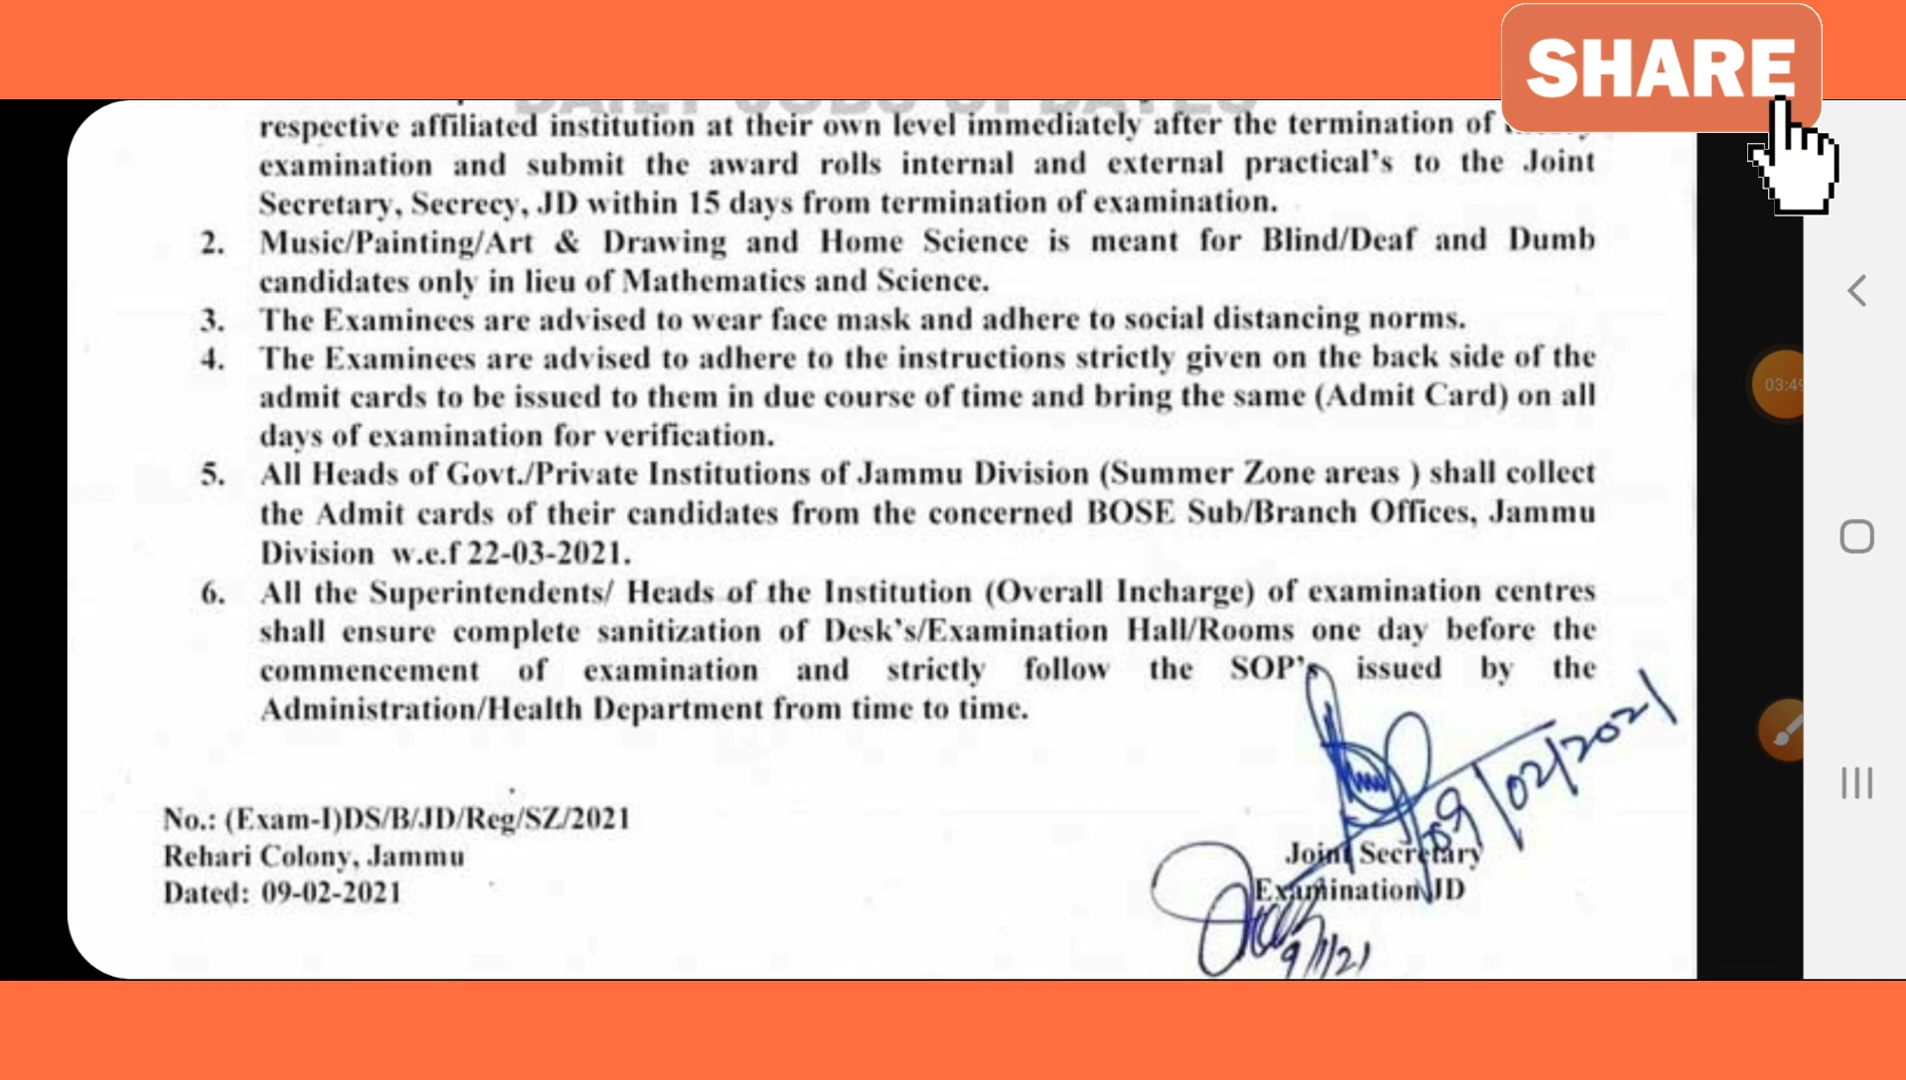 SHARE
respective affiliated institution at their own level immediately after the termination of
examination and submit the award rolls internal and external practical's to the Joint
Secretary, Secrecy, JD within 15 days from termination of examination.
2. Music/Painting/Art & Drawing and Home Science is meant for Blind/Deaf and Dumb
candidates only in lieu of Mathematics and Science.
3. The Examinees are advised to wear face mask and adhere to social distancing norms.
4. The Examinees are advised to adhere to the instructions strictly given on the back side of the
admit cards to be issued to them in due course of time and bring the same (Admit Card) on all
days of examination for verification.
5. All Heads of Govt./Private Institutions of Jammu Division (Summer Zone areas ) shall collect
the Admit cards of their candidates from the concerned BOSE Sub/Branch Offices, Jammu
Division w.e.f 22-03-2021.
6. All the Superintendents/ Heads of the Institution (Overall Incharge) of examination centres
shall ensure complete sanitization of Desk's/Examination Hall/Rooms one day before the
commencement of examination and strictly follow the SOP's issued by the
Administration/Health Department from time to time.
09/02/2021
No.: (Exam-I)DS/B/JD/Reg/SZ/2021
Rehari Colony, Jammu
Dated: 09-02-2021
Joint Secretary
Examination JD
03:49